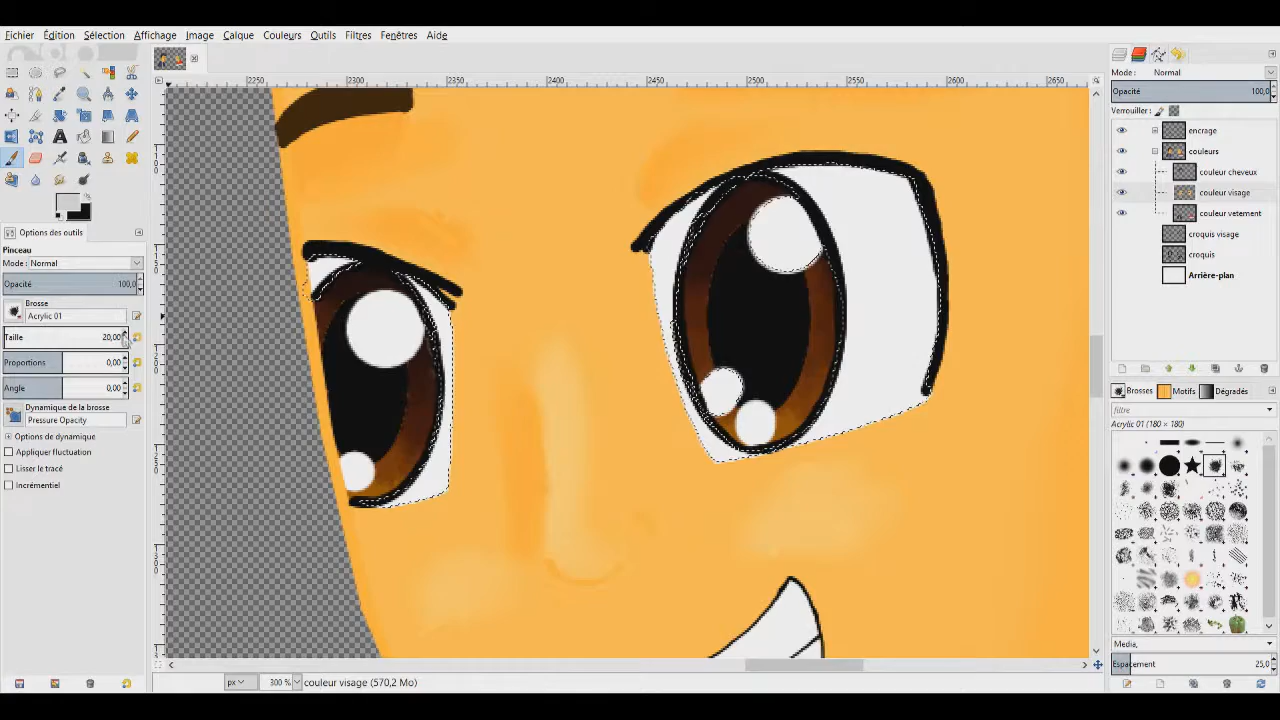 Fichier Édition Sélection Affichage Image Calque Couleurs Outils Filtres Fenêtres Aide
2250 2300 2350 2400 2450 2500 2550 2600 2650
Options des outils
Pinceau
Mode : Normal
Opacité 100,0
Brosse
Acrylic 01
Taille 20,00
Proportions 0,00
Angle 0,00
Dynamique de la brosse
Pressure Opacity
Options de dynamique
Appliquer fluctuation
Lisser le tracé
Incrémentiel
px 300 % couleur visage (570,2 Mo)
Mode : Normal
Opacité 100,0
Verrouiller :
encrage
couleurs
couleur cheveux
couleur visage
couleur vetement
croquis visage
croquis
Arrière-plan
Brosses Motifs Dégradés
filtre
Acrylic 01 (180 × 180)
Media,
Espacement 25,0